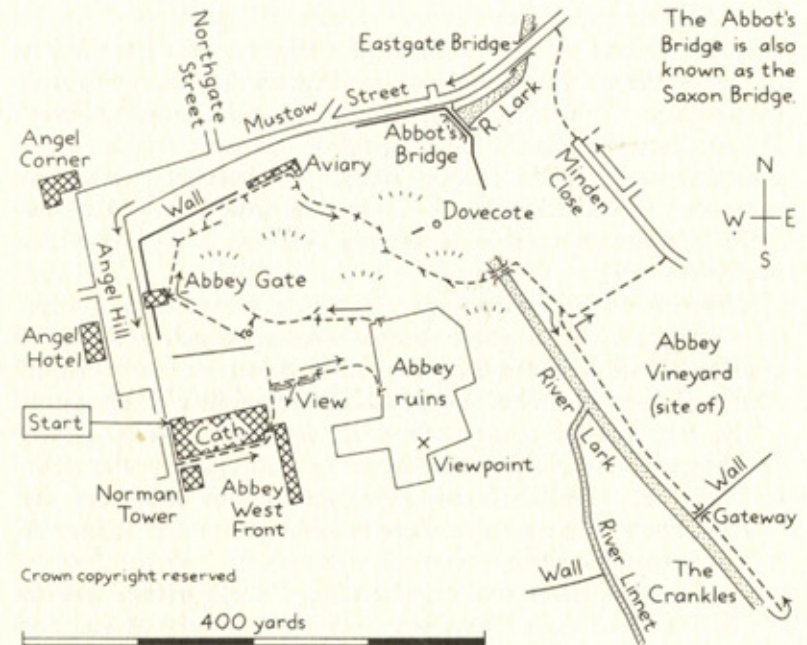 The Abbot's
Bridge is also
known as the
Saxon Bridge.
Eastgate Bridge
Northgate
Street
Mustow
Street
R. Lark
Abbot's
Bridge
Angel
Corner
Aviary
Wall
Minden
Close
N
W
E
S
Dovecote
Angel Hill
Abbey Gate
Angel
Hotel
Abbey
ruins
Abbey
Vineyard
(site of)
View
River
Lark
Start
Cath.
Viewpoint
Wall
Norman
Tower
Abbey
West
Front
Gateway
River Linnet
Wall
The
Crankles
Crown copyright reserved
400 yards